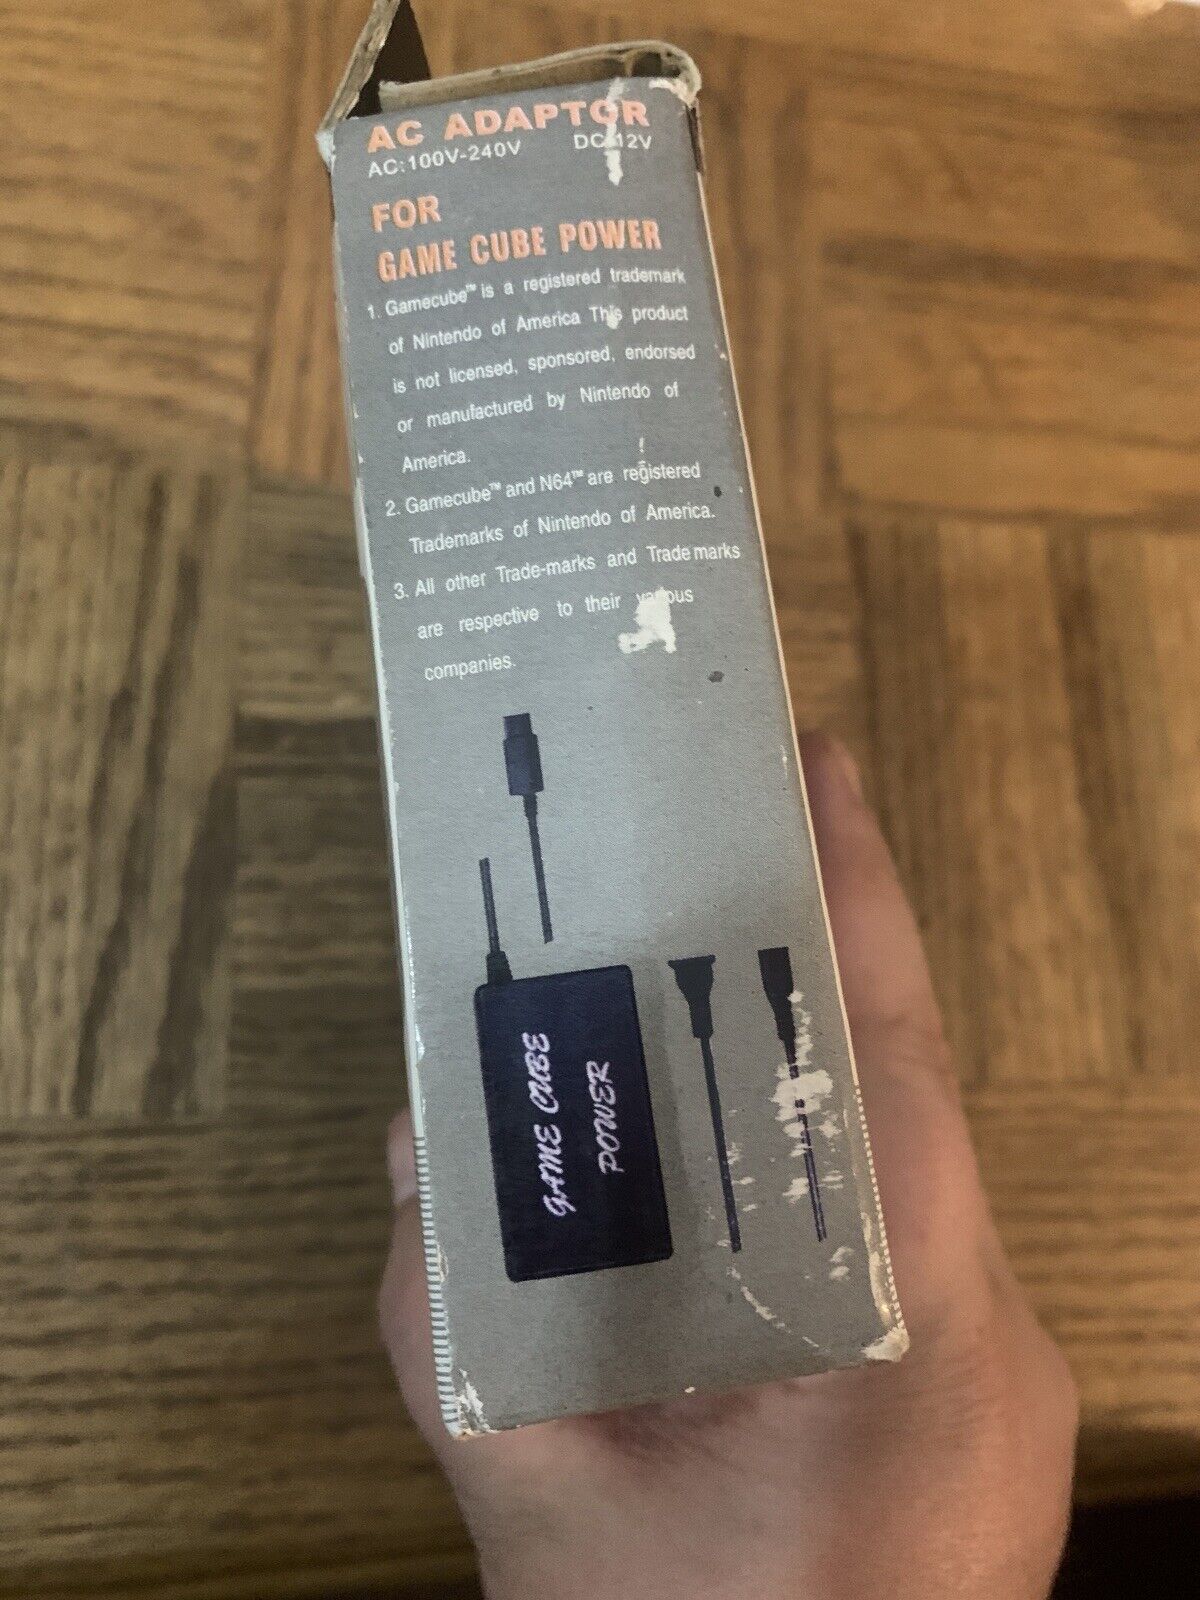 AC ADAPTOR
AC:100V-240V DC 12V
FOR
GAME CUBE POWER
1. Gamecube™ is a registered trademark
of Nintendo of America This product
is not licensed, sponsored, endorsed
or manufactured by Nintendo of
America.
2. Gamecube™ and N64™ are registered
Trademarks of Nintendo of America.
3. All other Trade-marks and Trade marks
are respective to their various
companies.
GAME CUBE
POWER